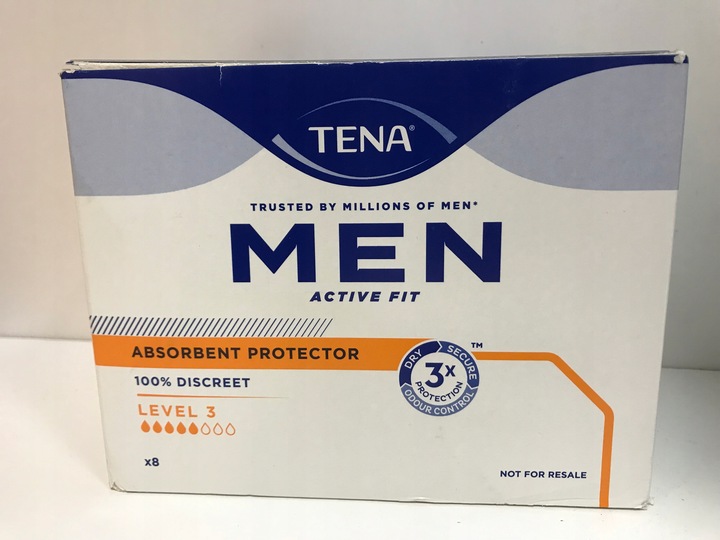 TENA®
TRUSTED BY MILLIONS OF MEN*
MEN
ACTIVE FIT
ABSORBENT PROTECTOR
100% DISCREET
LEVEL 3
DRY SECURE
3X
PROTECTION
ODOUR CONTROL
™
x8
NOT FOR RESALE